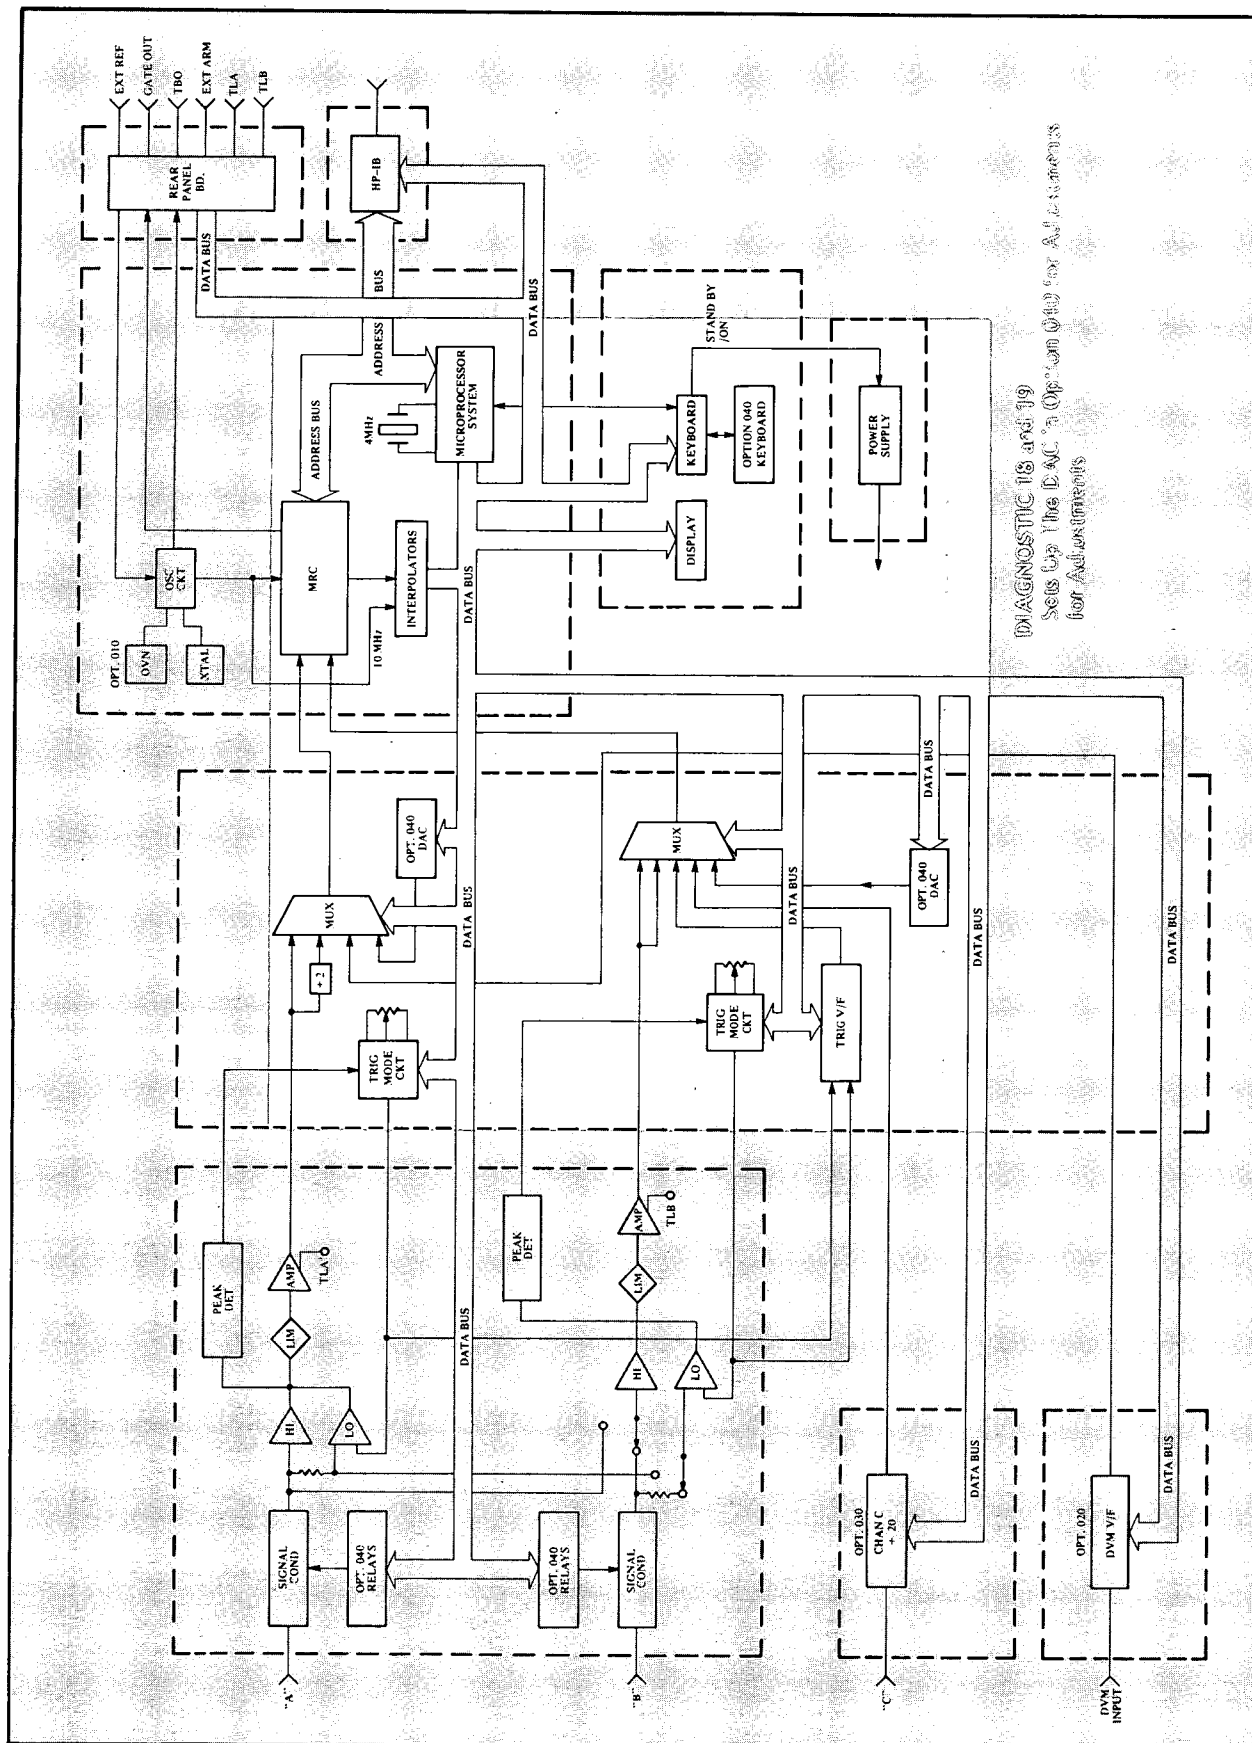 EXT REF
GATE OUT
TBO
EXT ARM
TLA
TLB
REAR
PANEL
BD.
HP-IB
DATA BUS
ADDRESS BUS
ADDRESS BUS
DATA BUS
4MHz
MICROPROCESSOR
SYSTEM
OPT. 010
OVN
XTAL
OSC
CKT
MRC
10 MHz
INTERPOLATORS
DATA BUS
STAND BY
/ON
KEYBOARD
OPTION 040
KEYBOARD
DISPLAY
POWER
SUPPLY
DIAGNOSTIC 18 and 19
Sets Up The DAC's Option 040 for Adjustments
for Adjustments
MUX
÷ 2
OPT. 040
DAC
TRIG
MODE
CKT
DATA BUS
MUX
DATA BUS
OPT. 040
DAC
DATA BUS
TRIG
MODE
CKT
TRIG V/F
DATA BUS
DATA BUS
PEAK
DET
AMP
TLA
LIM
HI
LO
SIGNAL
COND
OPT. 040
RELAYS
"A"
DATA BUS
PEAK
DET
AMP
TLB
LIM
HI
LO
OPT. 040
RELAYS
SIGNAL
COND
"B"
OPT. 030
CHAN C
÷ 20
"C"
DATA BUS
OPT. 020
DVM V/F
DVM
INPUT
DATA BUS